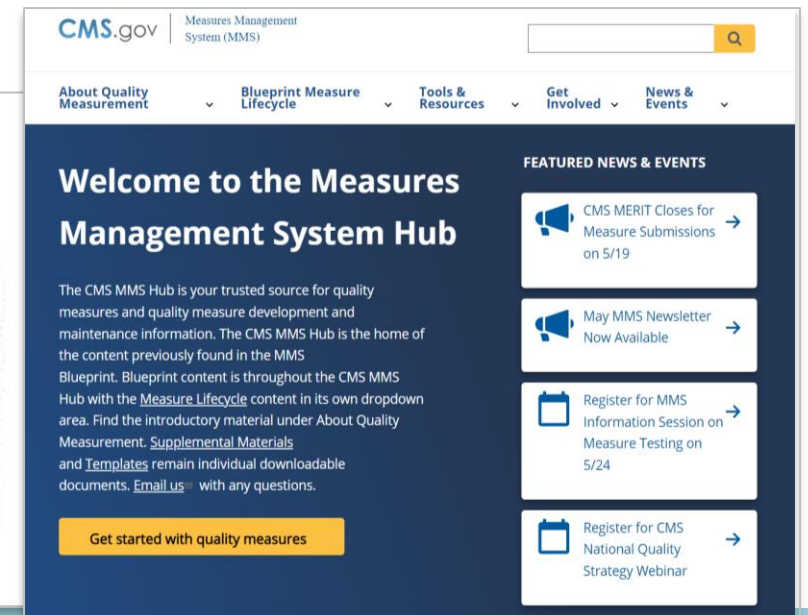 CMS.gov
Measures Management
System (MMS)
About Quality
Measurement
Blueprint Measure
Lifecycle
Tools &
Resources
Get
Involved
News &
Events
Welcome to the Measures
Management System Hub
The CMS MMS Hub is your trusted source for quality
measures and quality measure development and
maintenance information. The CMS MMS Hub is the home of
the content previously found in the MMS
Blueprint. Blueprint content is throughout the CMS MMS
Hub with the Measure Lifecycle content in its own dropdown
area. Find the introductory material under About Quality
Measurement. Supplemental Materials
and Templates remain individual downloadable
documents. Email us with any questions.
Get started with quality measures
FEATURED NEWS & EVENTS
CMS MERIT Closes for
Measure Submissions
on 5/19
May MMS Newsletter
Now Available
Register for MMS
Information Session on
Measure Testing on
5/24
Register for CMS
National Quality
Strategy Webinar